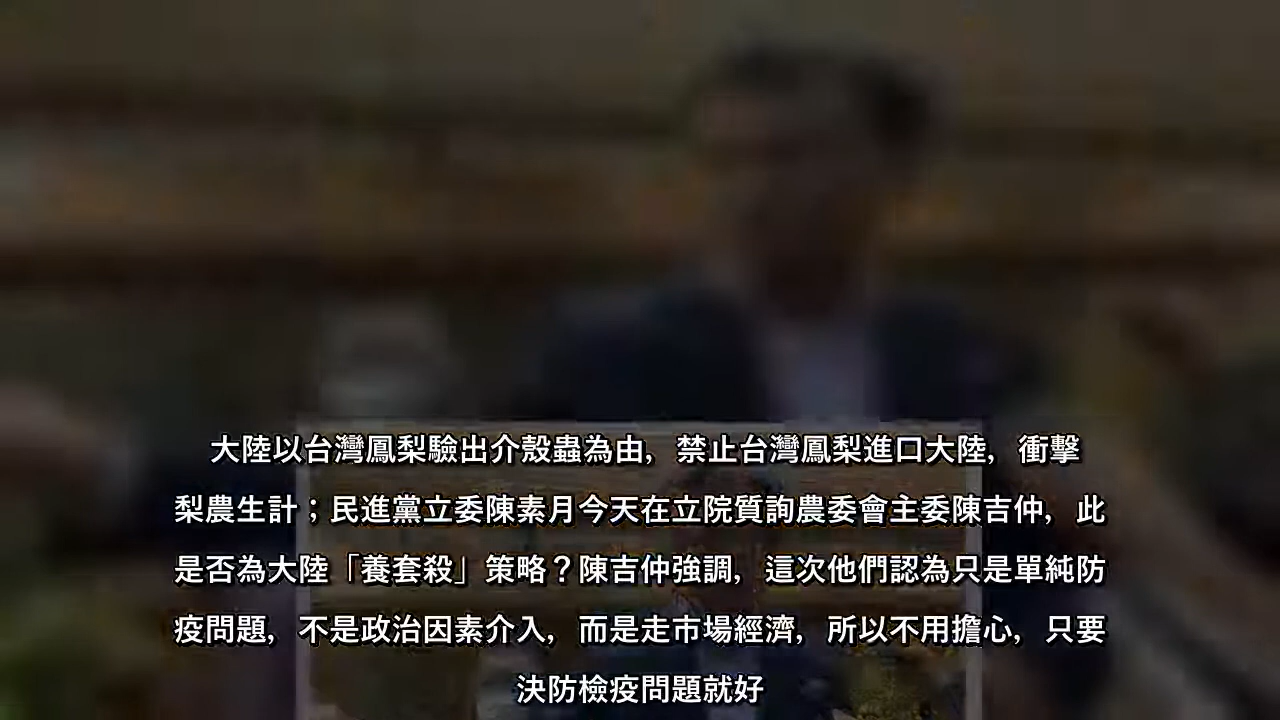 大陸以台灣鳳梨驗出介殼蟲為由，禁止台灣鳳梨進口大陸，衝擊
梨農生計；民進黨立委陳素月今天在立院質詢農委會主委陳吉仲，此
是否為大陸「養套殺」策略？陳吉仲強調，這次他們認為只是單純防
疫問題，不是政治因素介入，而是走市場經濟，所以不用擔心，只要
決防檢疫問題就好